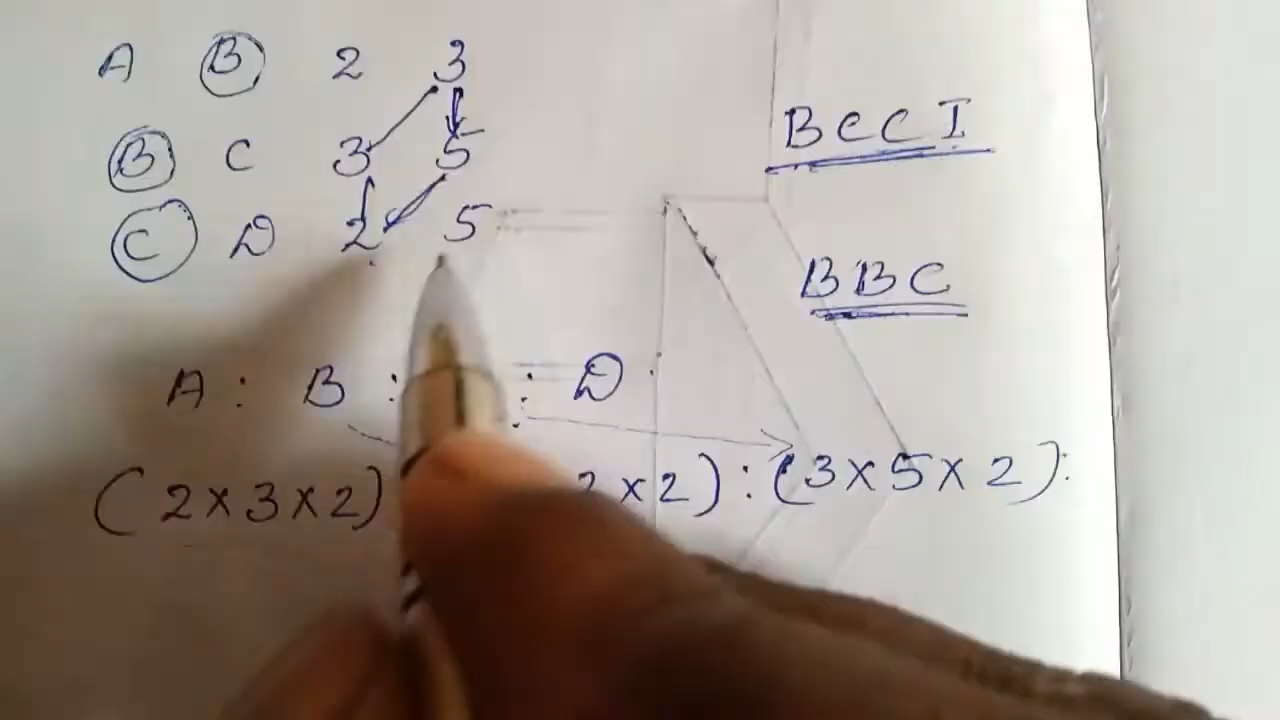 A B 2 3
BCCI
B C 3 5
C D 2 5
BBC
A : B : : D
(2×3×2) 2×2) : (3×5×2) :